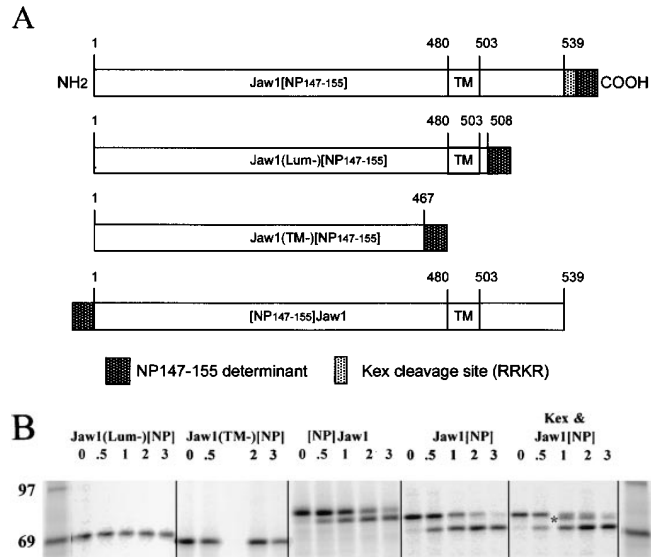 A
1 480 503 539
NH2 Jaw1[NP147-155] TM COOH
480 503 508
Jaw1(Lum-)[NP147-155] TM
1 467
Jaw1(TM-)[NP147-155]
1 480 503 539
[NP147-155]Jaw1 TM
NP147-155 determinant Kex cleavage site (RRKR)
B
Kex &
Jaw1(Lum-)[NP] Jaw1(TM-)[NP] [NP]Jaw1 Jaw1[NP] Jaw1[NP]
0 .5 1 2 3 0 .5 2 3 0 .5 1 2 3 0 .5 1 2 3 0 .5 1 2 3
97
*
69